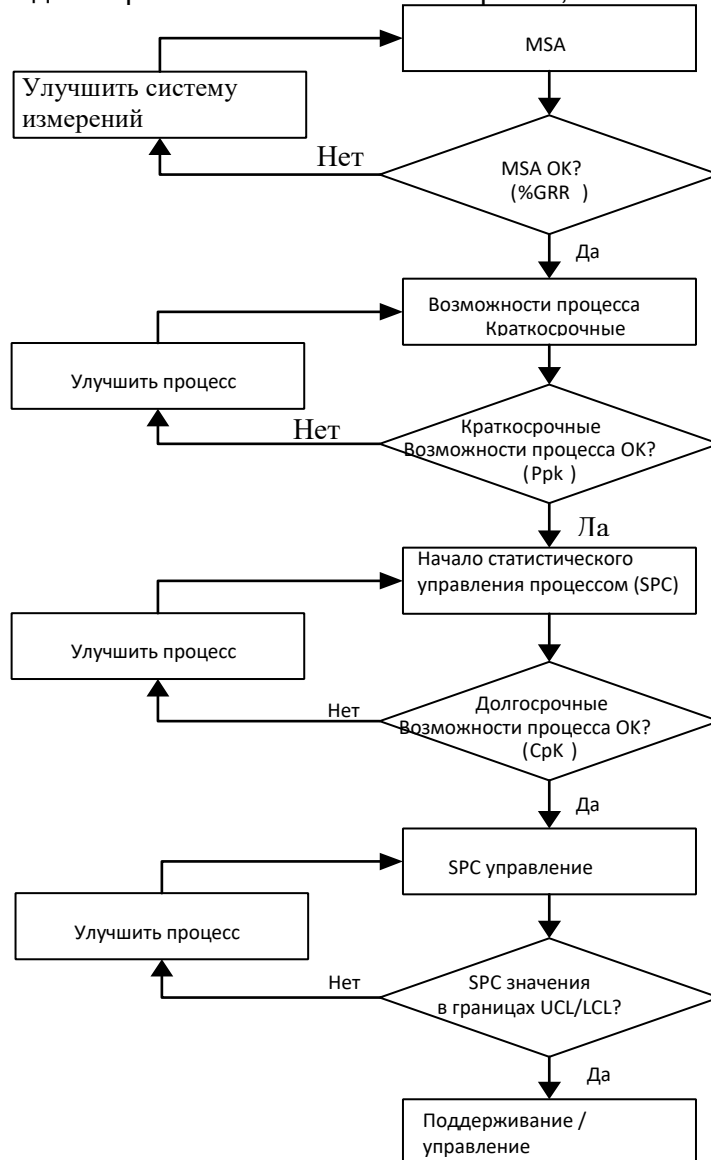 MSA
Улучшить систему
измерений
Нет
MSA OK?
(%GRR )
Да
Возможности процесса
Краткосрочные
Улучшить процесс
Нет
Краткосрочные
Возможности процесса OK?
(Ppk )
Ла
Начало статистического
управления процессом (SPC)
Улучшить процесс
Нет
Долгосрочные
Возможности процесса OK?
(CpK )
Да
SPC управление
Улучшить процесс
Нет
SPC значения
в границах UCL/LCL?
Да
Поддерживание /
управление